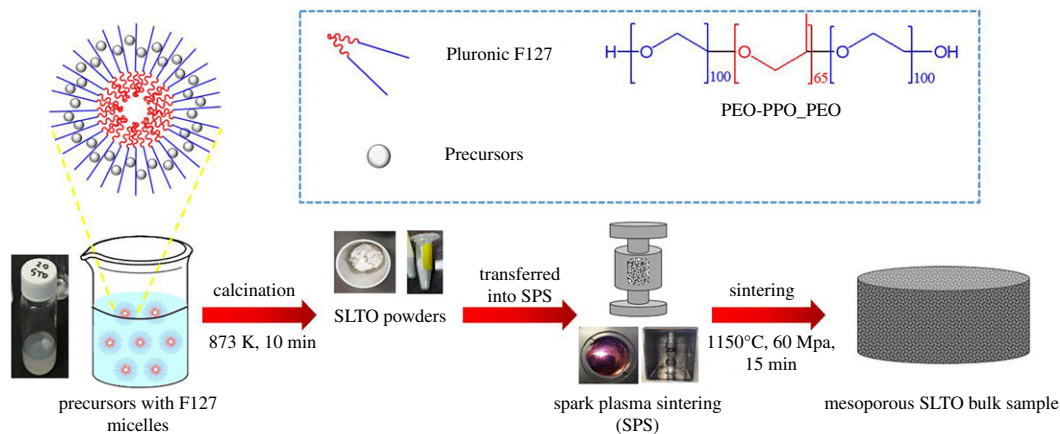 Pluronic F127
H
O
100
O
65
O
100
OH
PEO-PPO_PEO
Precursors
20
STO
calcination
873 K, 10 min
SLTO powders
transferred
into SPS
sintering
1150°C, 60 Mpa,
15 min
precursors with F127
micelles
spark plasma sintering
(SPS)
mesoporous SLTO bulk sample